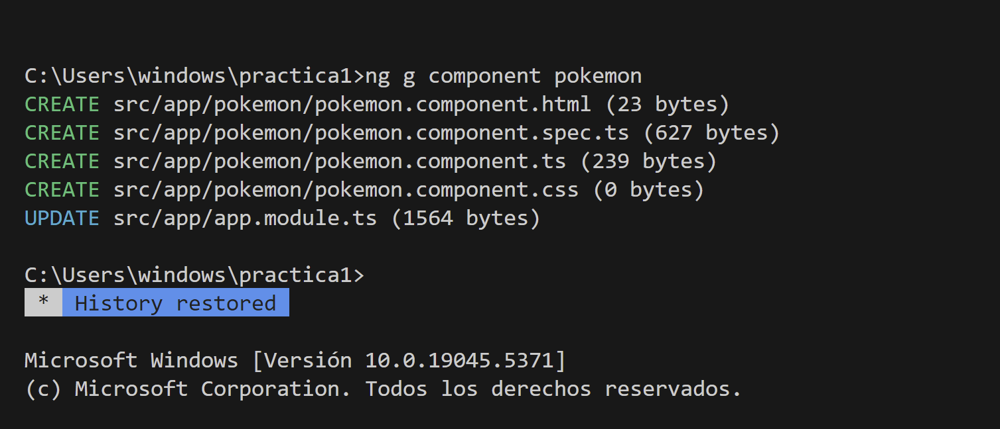 C:\Users\windows\practica1>ng g component pokemon
CREATE src/app/pokemon/pokemon.component.html (23 bytes)
CREATE src/app/pokemon/pokemon.component.spec.ts (627 bytes)
CREATE src/app/pokemon/pokemon.component.ts (239 bytes)
CREATE src/app/pokemon/pokemon.component.css (0 bytes)
UPDATE src/app/app.module.ts (1564 bytes)
C:\Users\windows\practica1>
* History restored
Microsoft Windows [Versión 10.0.19045.5371]
(c) Microsoft Corporation. Todos los derechos reservados.